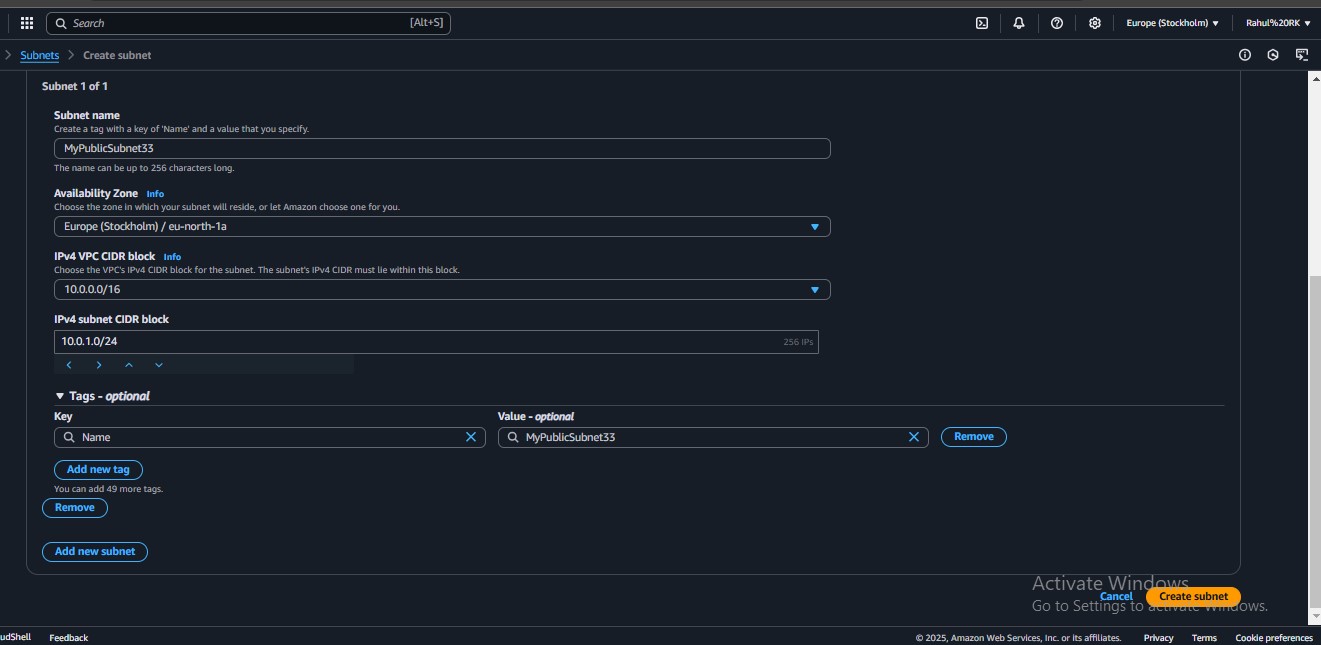 Search [Alt+S] Europe (Stockholm) ▼ Rahul%20RK ▼
Subnets Create subnet
Subnet 1 of 1
Subnet name
Create a tag with a key of 'Name' and a value that you specify.
MyPublicSubnet33
The name can be up to 256 characters long.
Availability Zone Info
Choose the zone in which your subnet will reside, or let Amazon choose one for you.
Europe (Stockholm) / eu-north-1a
IPv4 VPC CIDR block Info
Choose the VPC's IPv4 CIDR block for the subnet. The subnet's IPv4 CIDR must lie within this block.
10.0.0.0/16
IPv4 subnet CIDR block
10.0.1.0/24 256 IPs
Tags - optional
Key Value - optional
Name MyPublicSubnet33 Remove
Add new tag
You can add 49 more tags.
Remove
Add new subnet
Activate Windows
Cancel Create subnet
Go to Settings to activate Windows.
udShell Feedback © 2025, Amazon Web Services, Inc. or its affiliates. Privacy Terms Cookie preferences